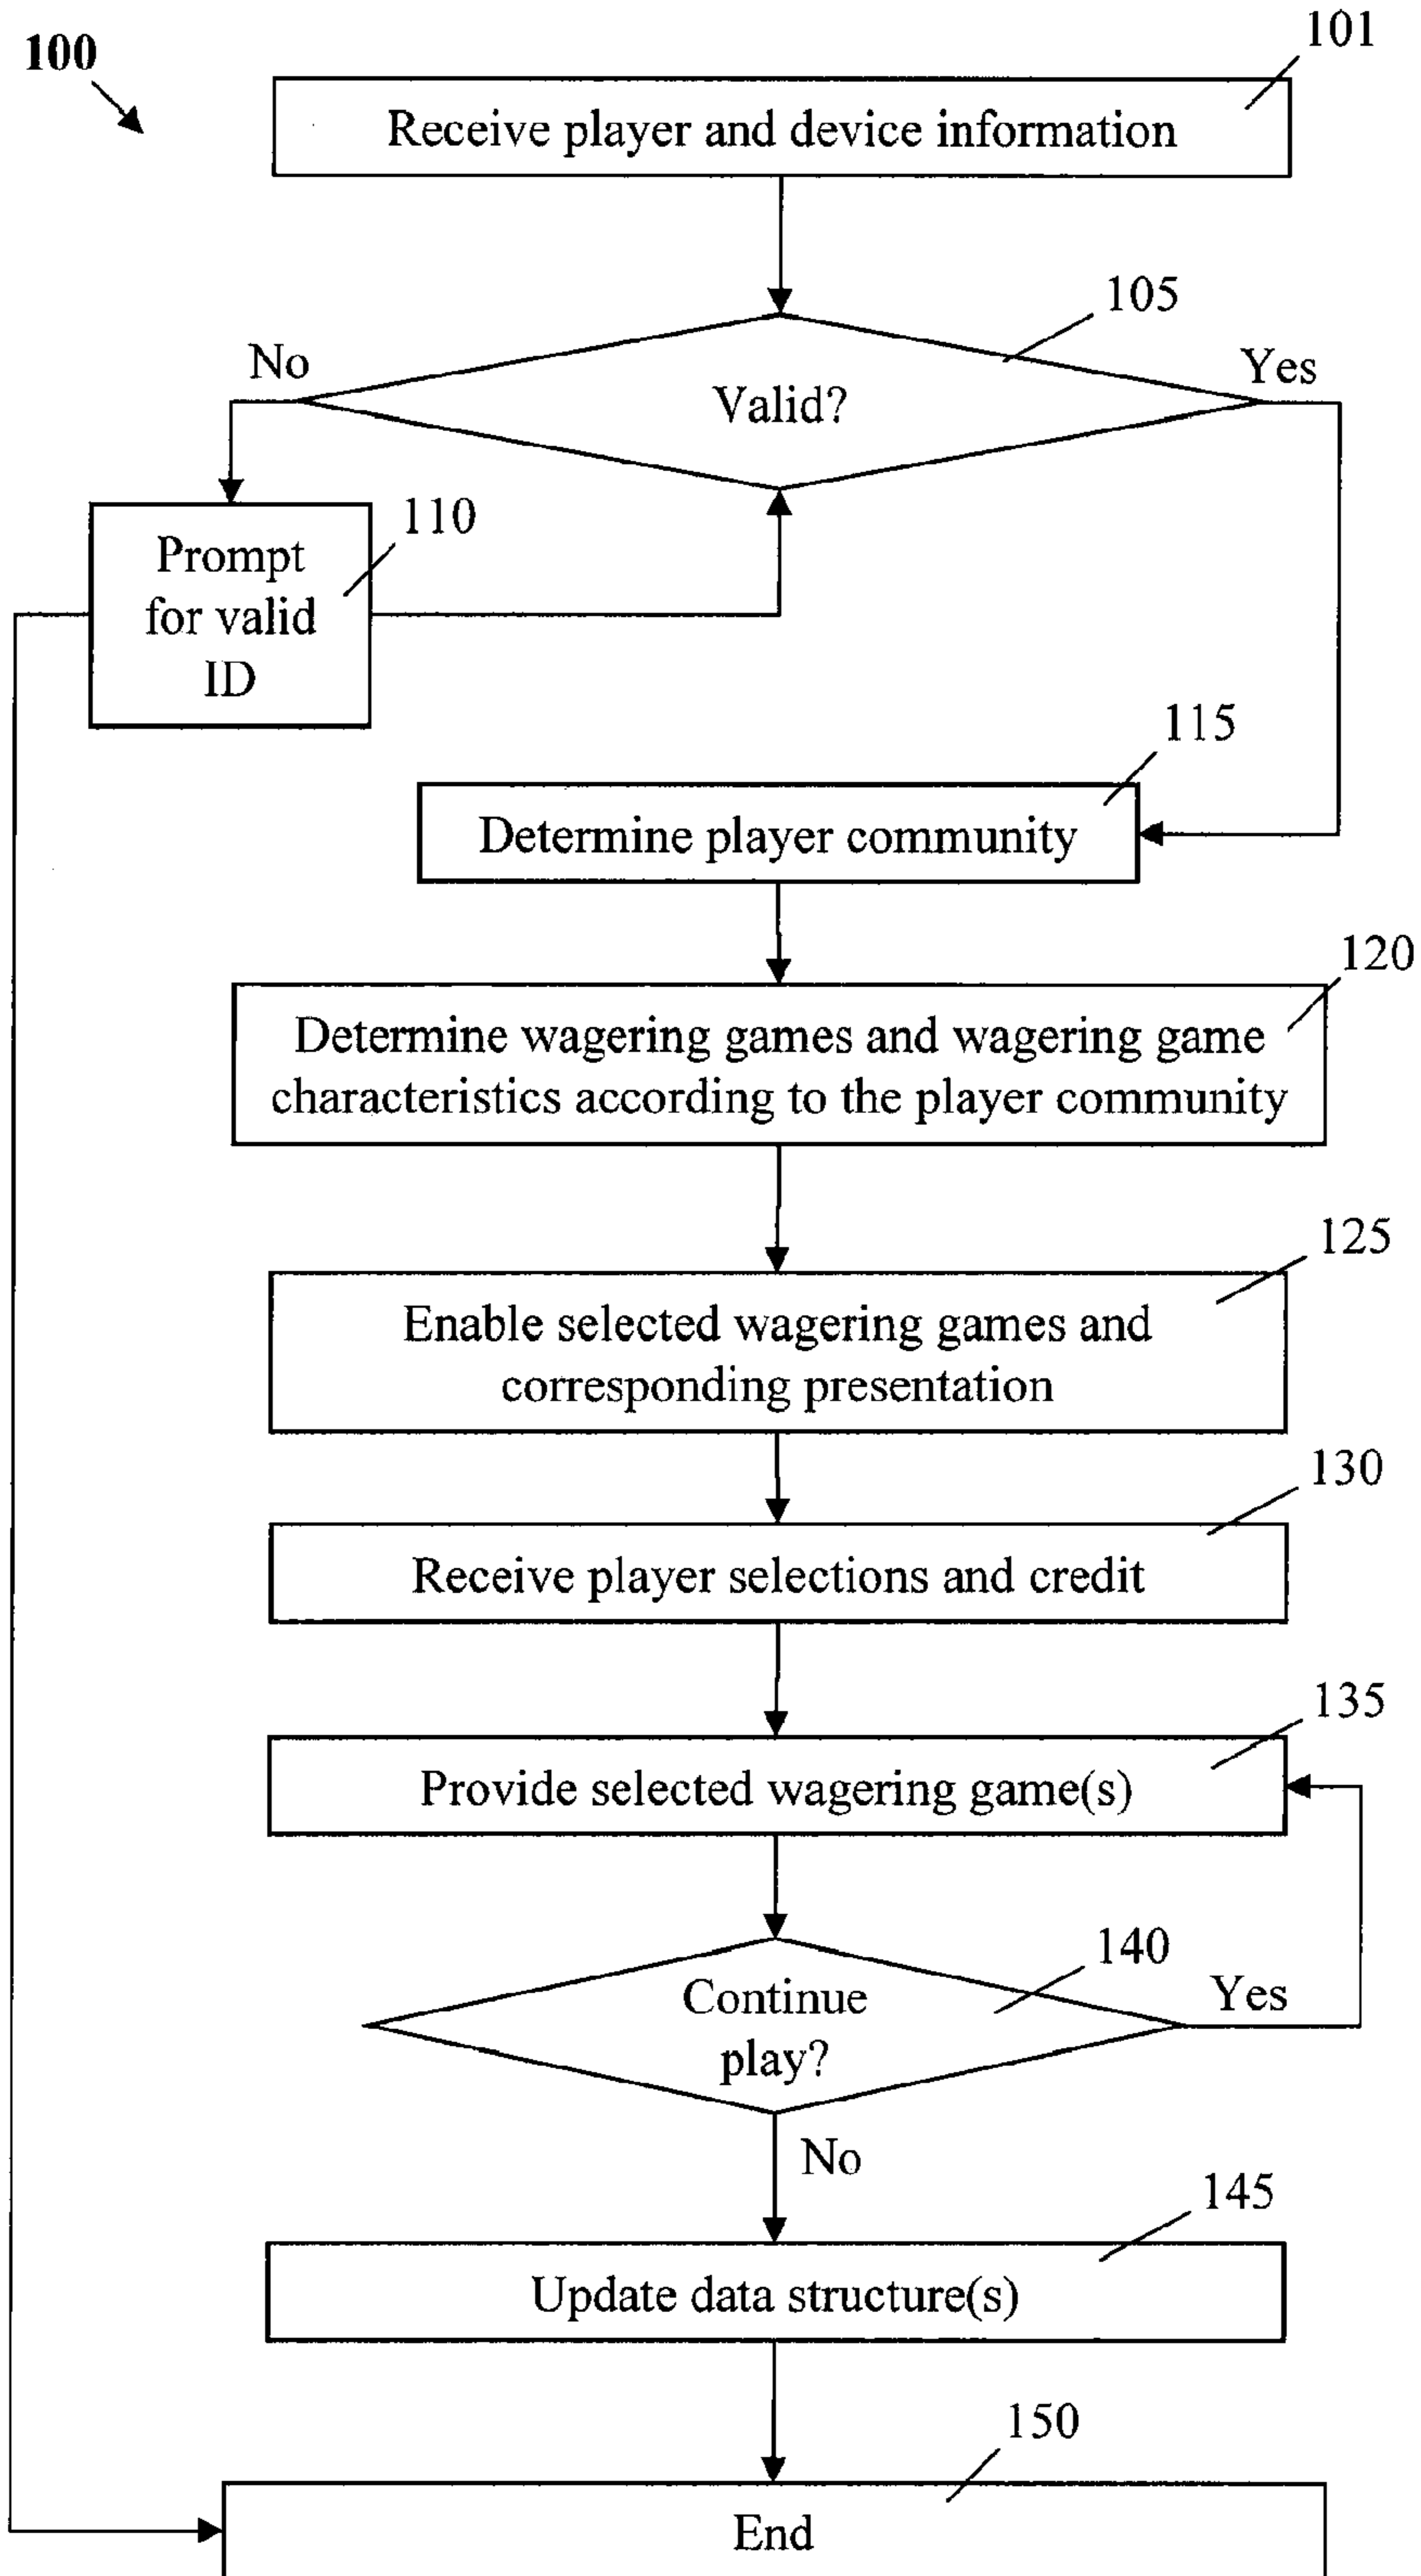 100
101
Receive player and device information
105
No
Yes
Valid?
110
Prompt
for valid
ID
115
Determine player community
120
Determine wagering games and wagering game
characteristics according to the player community
125
Enable selected wagering games and
corresponding presentation
130
Receive player selections and credit
135
Provide selected wagering game(s)
140
Continue
play?
Yes
No
145
Update data structure(s)
150
End